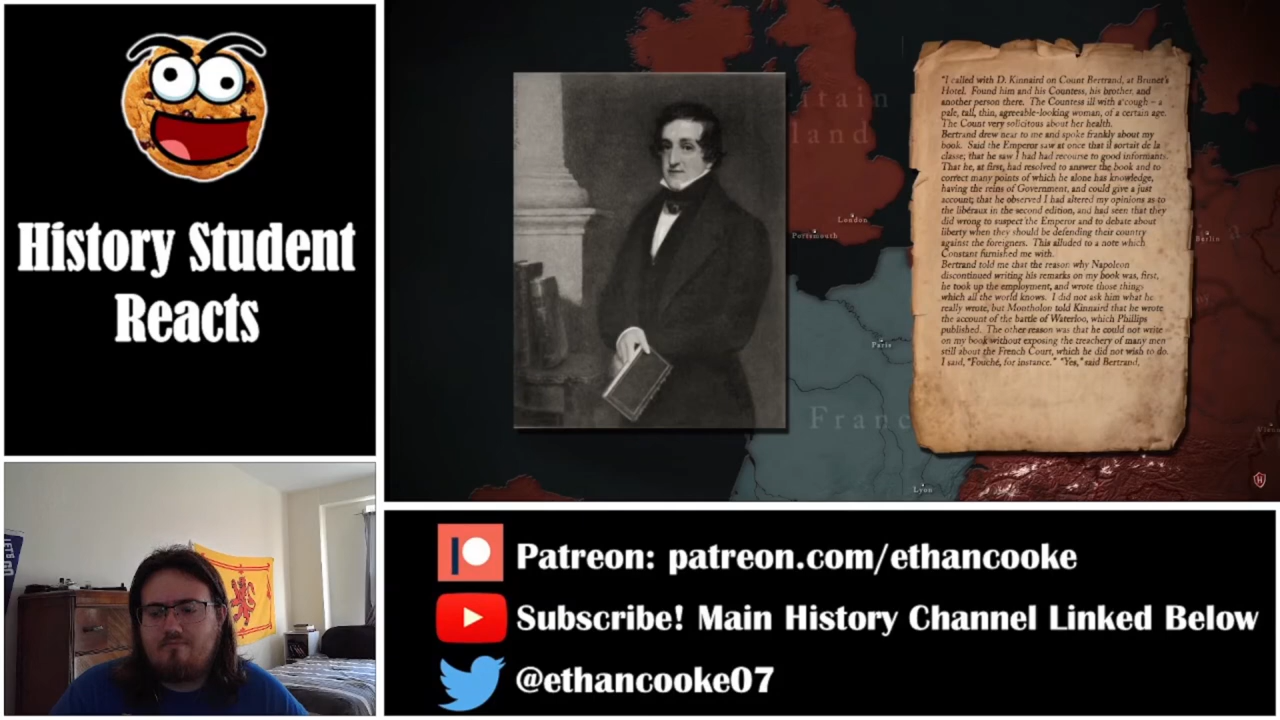 History Student
Reacts
LET'S
GO
"I called with D. Kinnaird on Count Bertrand, at Brunet's
Hotel. Found him and his Countess, his brother, and
another person there. The Countess ill with a cough – a
pale, tall, thin, agreeable-looking woman, of a certain age.
The Count very solicitous about her health.
Bertrand drew near to me and spoke frankly about my
book. Said the Emperor saw at once that il sortait de la
classe; that he saw I had had recourse to good informants.
That he, at first, had resolved to answer the book and to
correct many points of which he alone has knowledge,
having the reins of Government, and could give a just
account; that he observed I had altered my opinions as to
the libéraux in the second edition, and had seen that they
did wrong to suspect the Emperor and to debate about
liberty when they should be defending their country
against the foreigners. This alluded to a note which
Constant furnished me with.
Bertrand told me that the reason why Napoleon
discontinued writing his remarks on my book was, first,
he took up the employment, and wrote those things
which all the world knows. I did not ask him what he
really wrote, but Montholon told Kinnaird that he wrote
the account of the battle of Waterloo, which Phillips
published. The other reason was that he could not write
on my book without exposing the treachery of many men
still about the French Court, which he did not wish to do.
I said, "Fouché, for instance." "Yes," said Bertrand,
London
Portsmouth
Berlin
Paris
Franc
Lyon
H
Patreon: patreon.com/ethancooke
Subscribe! Main History Channel Linked Below
@ethancooke07